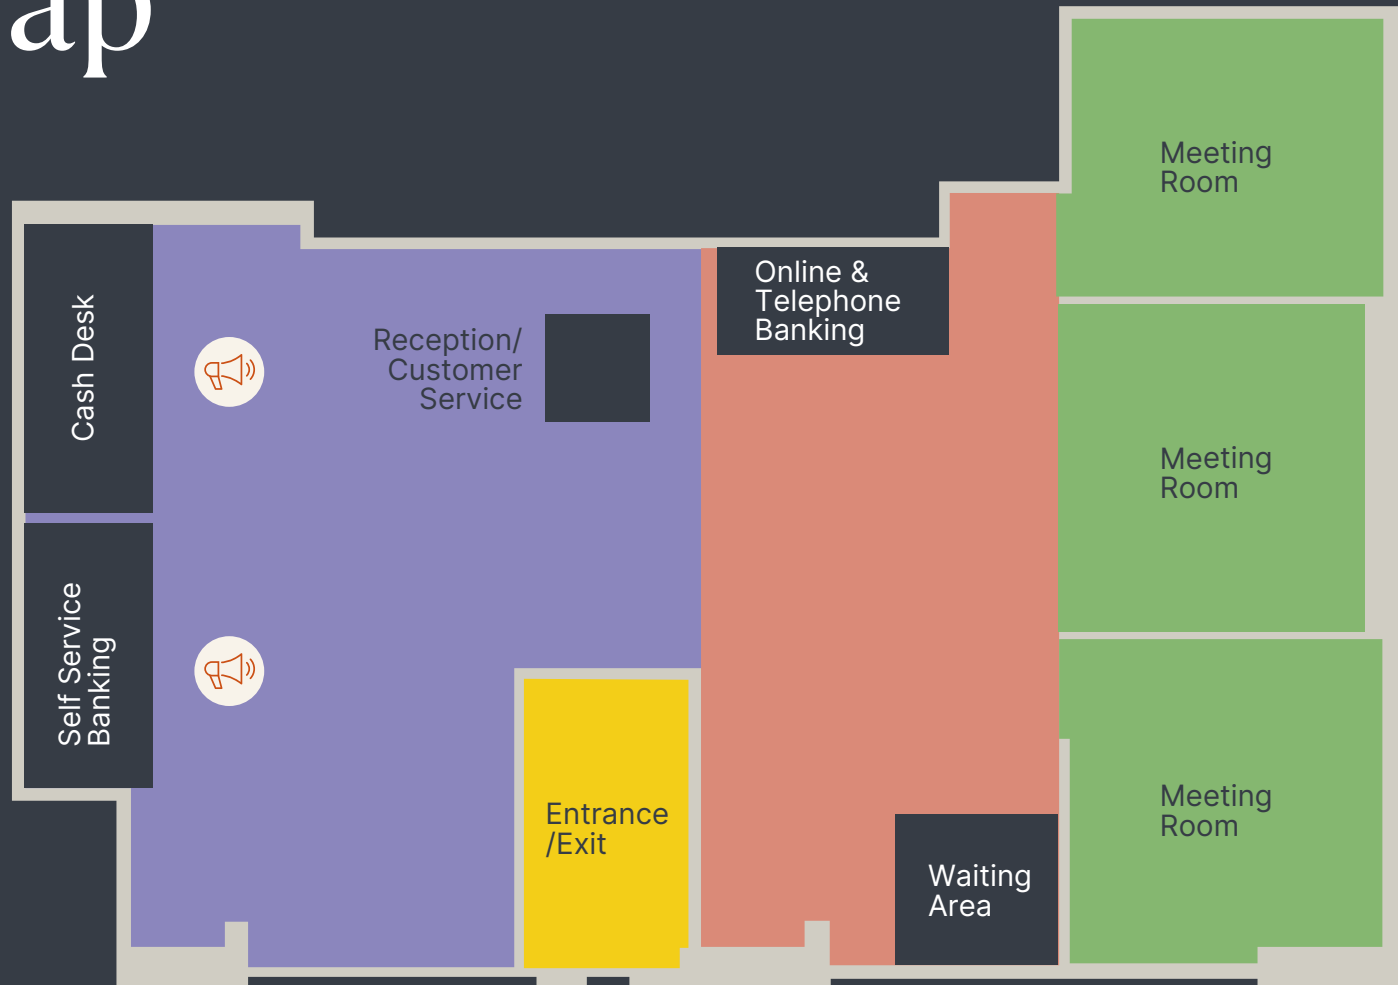 ap
Meeting
Room
Online &
Telephone
Banking
Cash Desk
Reception/
Customer
Service
Meeting
Room
Self Service
Banking
Entrance
/Exit
Meeting
Room
Waiting
Area